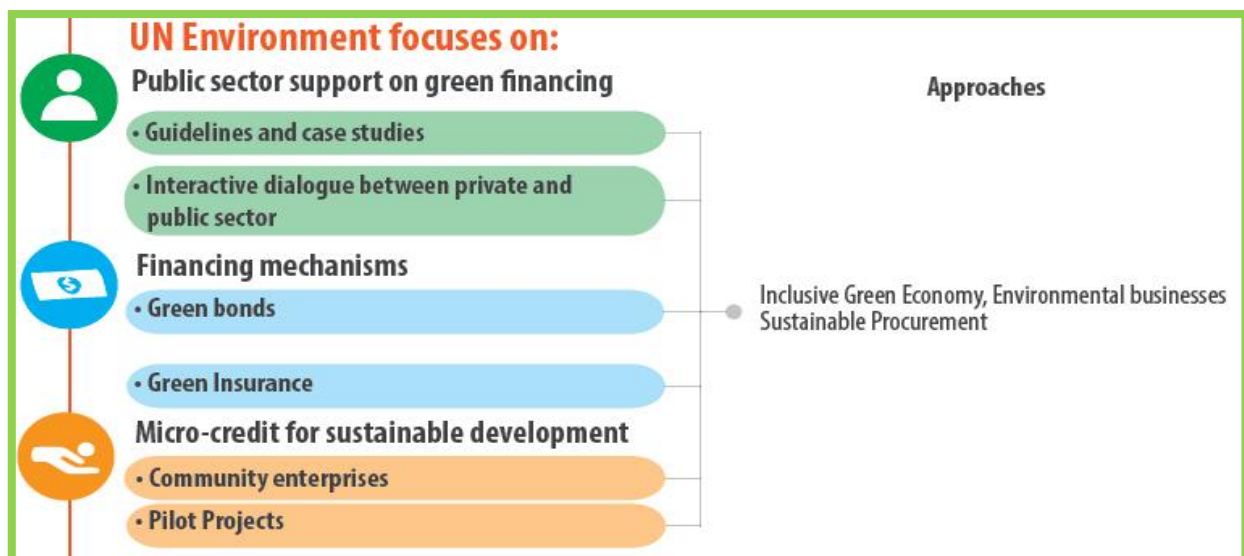 UN Environment focuses on:
Public sector support on green financing
Approaches
• Guidelines and case studies
• Interactive dialogue between private and
public sector
Financing mechanisms
• Green bonds
Inclusive Green Economy, Environmental businesses
Sustainable Procurement
• Green Insurance
Micro-credit for sustainable development
• Community enterprises
• Pilot Projects